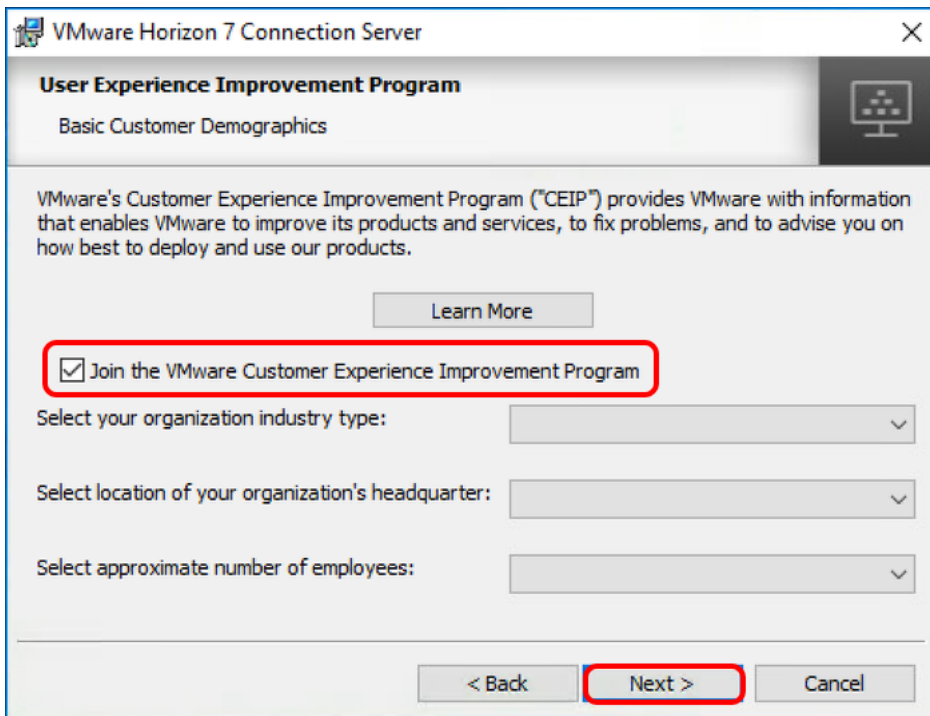 VMware Horizon 7 Connection Server
User Experience Improvement Program
Basic Customer Demographics
VMware's Customer Experience Improvement Program ("CEIP") provides VMware with information
that enables VMware to improve its products and services, to fix problems, and to advise you on
how best to deploy and use our products.
Learn More
Join the VMware Customer Experience Improvement Program
Select your organization industry type:
Select location of your organization's headquarter:
Select approximate number of employees:
< Back Next > Cancel